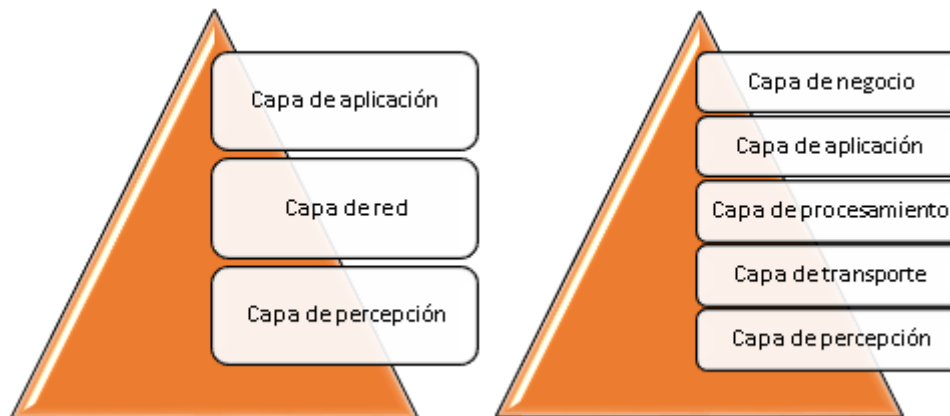 Capa de aplicación
Capa de red
Capa de percepción
Capa de negocio
Capa de aplicación
Capa de procesamiento
Capa de transporte
Capa de percepción